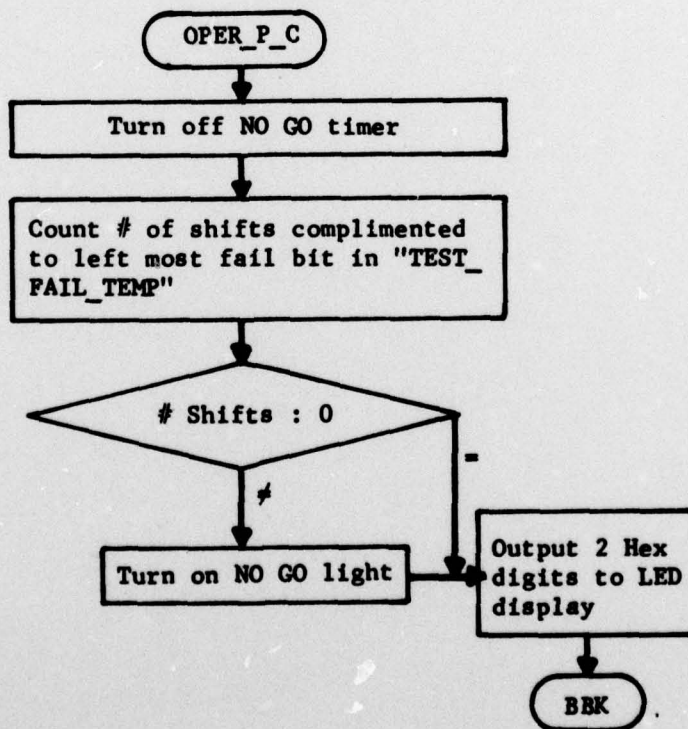 OPER_P_C
Turn off NO GO timer
Count # of shifts complimented
to left most fail bit in "TEST_
FAIL_TEMP"
# Shifts : 0
=
≠
Turn on NO GO light
Output 2 Hex
digits to LED
display
BBK